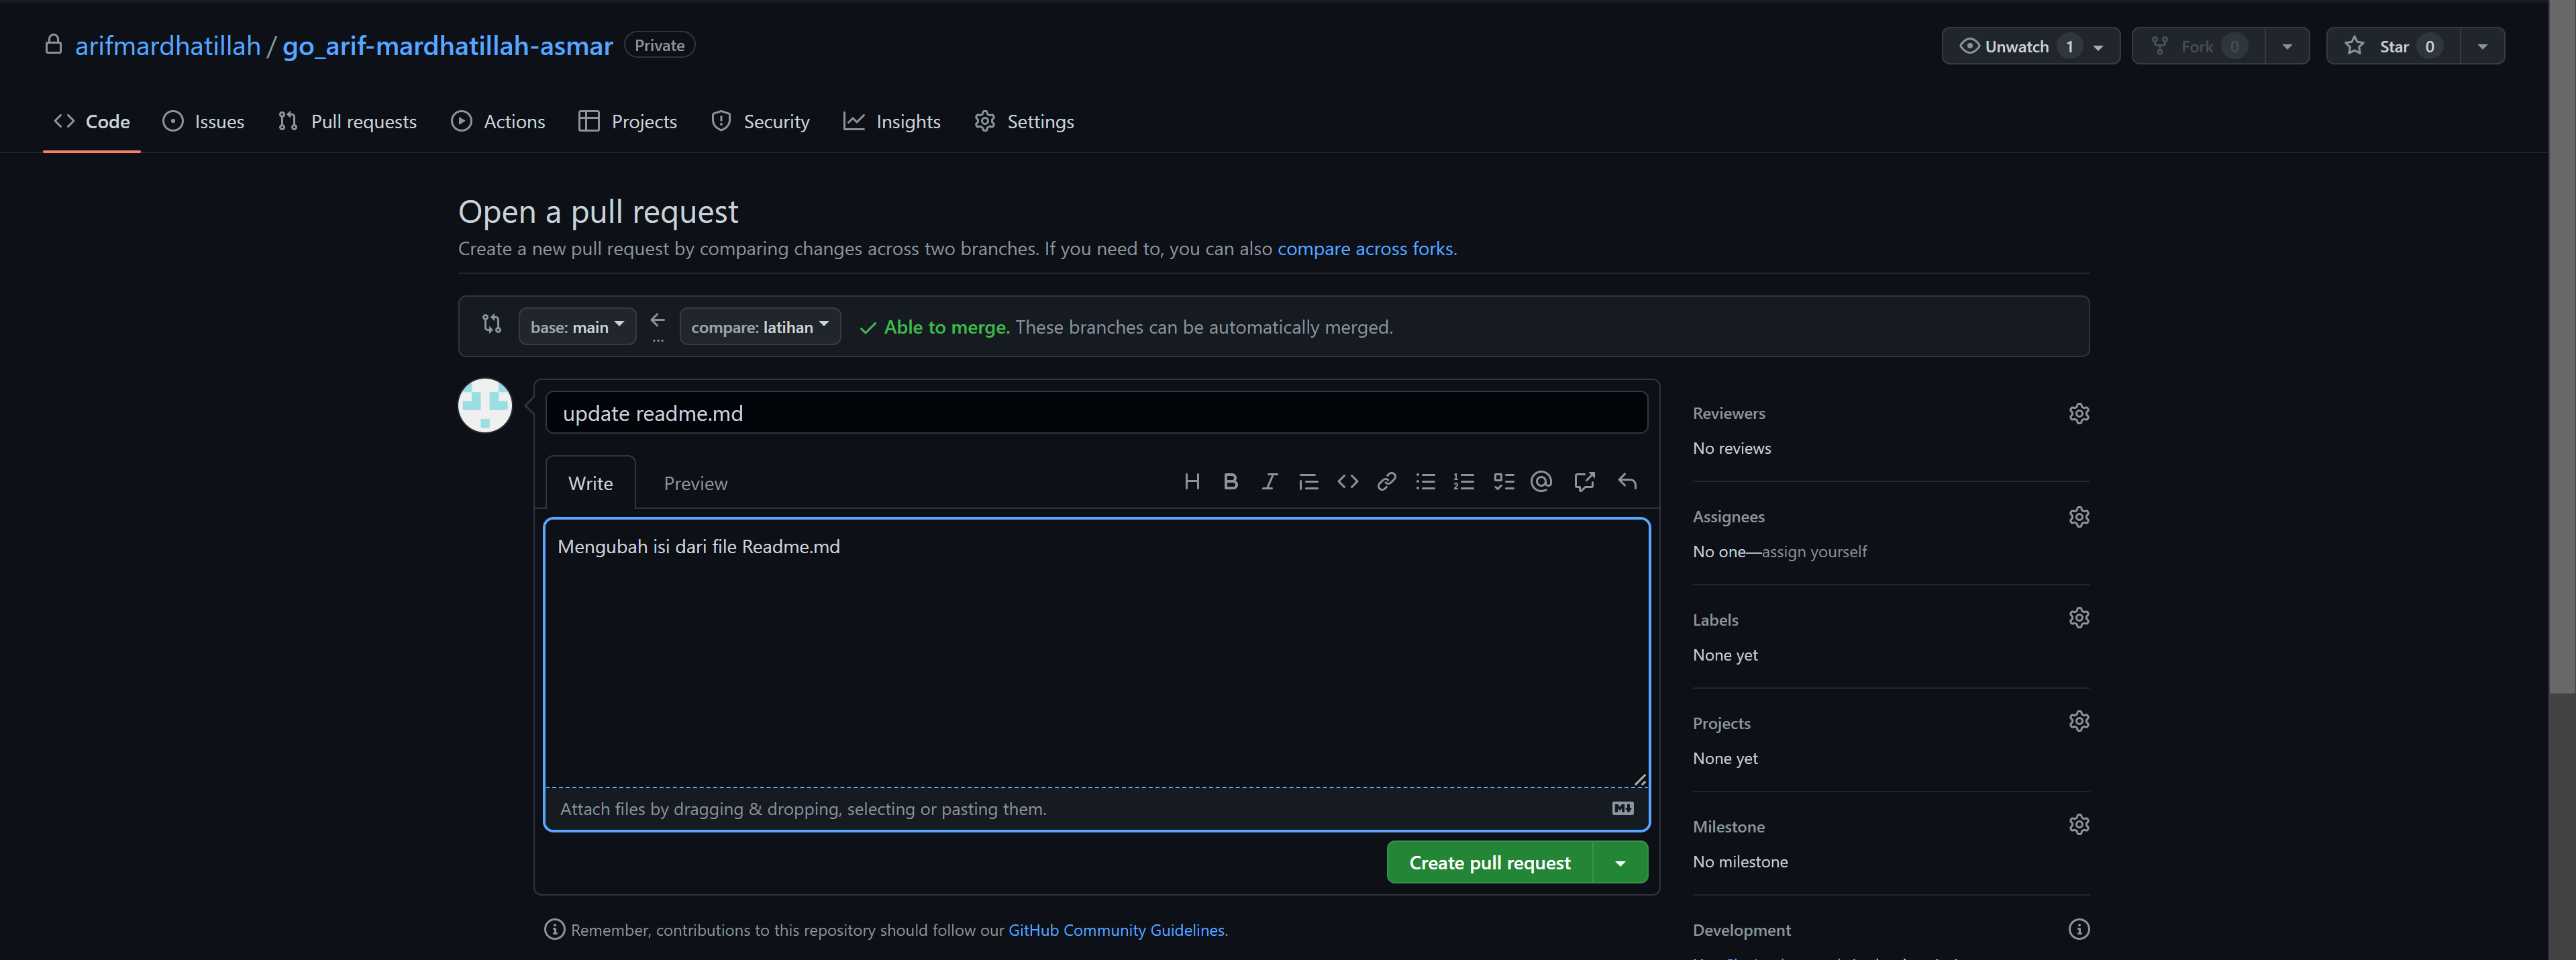 arifmardhatillah / go_arif-mardhatillah-asmar Private
Unwatch 1 Fork 0 Star 0
Code Issues Pull requests Actions Projects Security Insights Settings
Open a pull request
Create a new pull request by comparing changes across two branches. If you need to, you can also compare across forks.
base: main ... compare: latihan Able to merge. These branches can be automatically merged.
update readme.md
Write Preview
Mengubah isi dari file Readme.md
Attach files by dragging & dropping, selecting or pasting them.
Create pull request
Remember, contributions to this repository should follow our GitHub Community Guidelines.
Reviewers
No reviews
Assignees
No one—assign yourself
Labels
None yet
Projects
None yet
Milestone
No milestone
Development